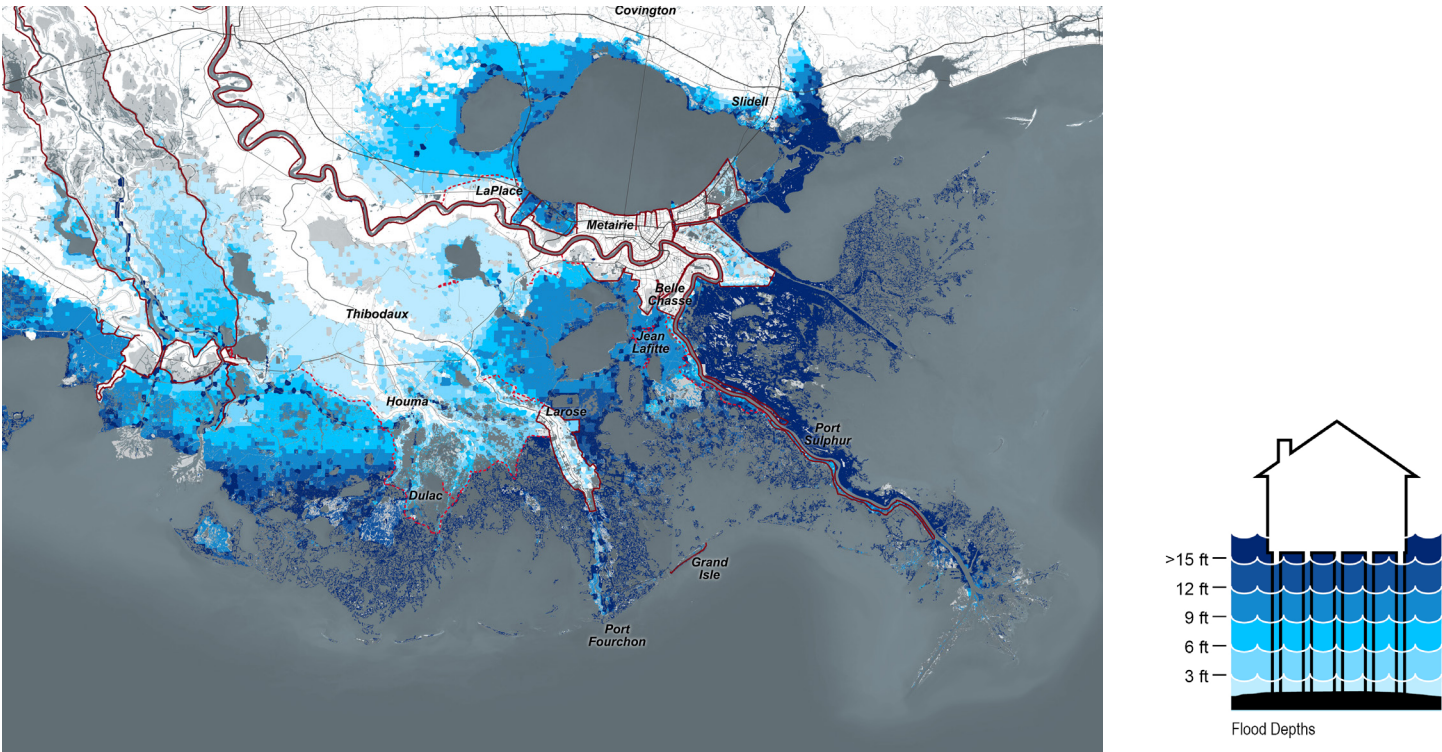 Covington
Slidell
LaPlace
Metairie
Belle
Chasse
Thibodaux
Jean
Lafitte
Houma
Larose
Port
Sulphur
Dulac
Grand
Isle
Port
Fourchon
>15 ft
12 ft
9 ft
6 ft
3 ft
Flood Depths